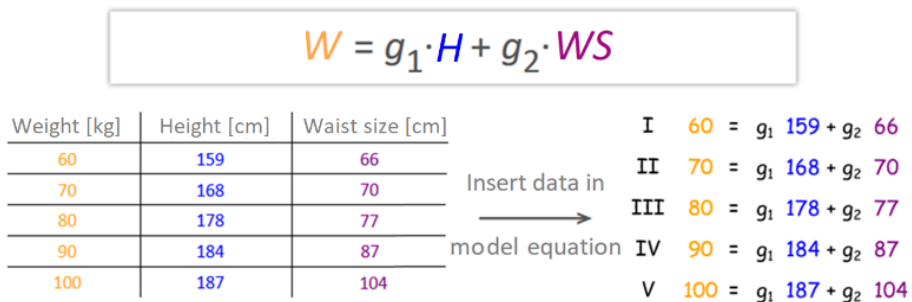 W = g₁·H + g₂·WS
Weight [kg] Height [cm] Waist size [cm]
60 159 66
70 168 70
80 178 77
90 184 87
100 187 104
Insert data in
model equation
I 60 = g₁ 159 + g₂ 66
II 70 = g₁ 168 + g₂ 70
III 80 = g₁ 178 + g₂ 77
IV 90 = g₁ 184 + g₂ 87
V 100 = g₁ 187 + g₂ 104